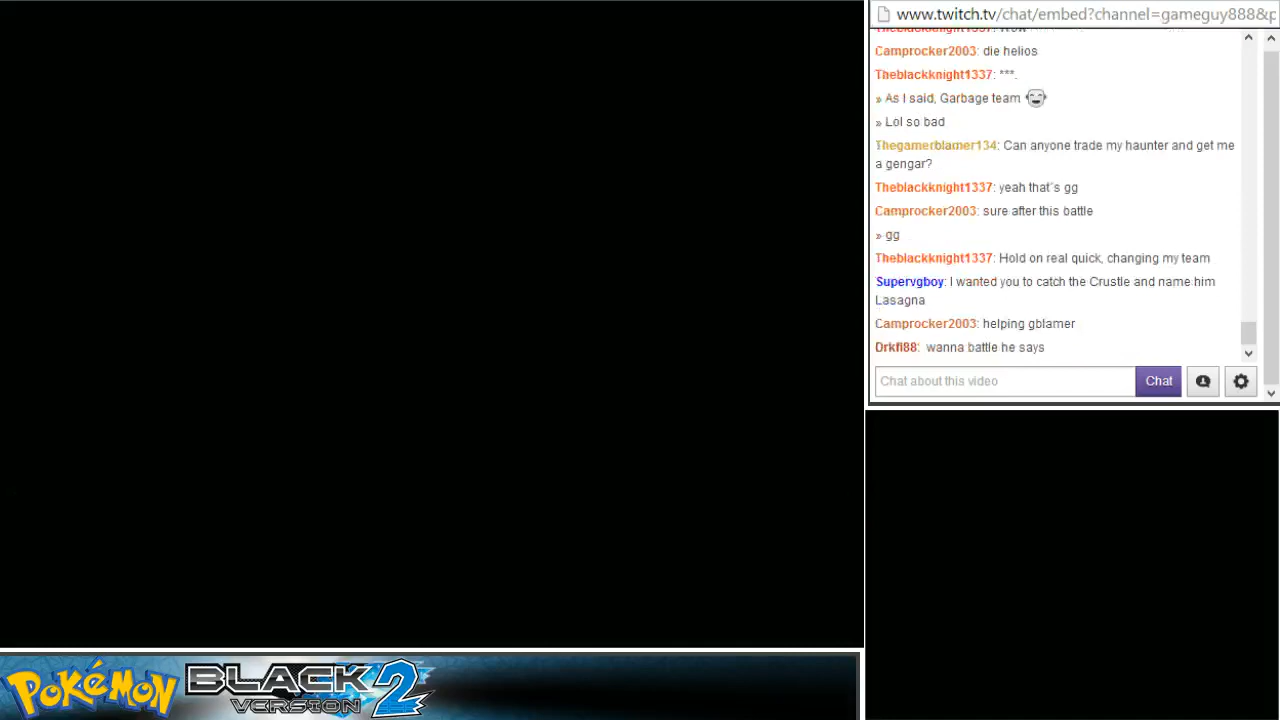 www.twitch.tv/chat/embed?channel=gameguy888&p
Camprocker2003: die helios
Theblackknight1337: ***.
» As I said, Garbage team
» Lol so bad
Thegamerblamer134: Can anyone trade my haunter and get me
a gengar?
Theblackknight1337: yeah that's gg
Camprocker2003: sure after this battle
» gg
Theblackknight1337: Hold on real quick, changing my team
Supervgboy: I wanted you to catch the Crustle and name him
Lasagna
Camprocker2003: helping gblamer
Drkfl88: wanna battle he says
Chat about this video
Chat
POKéMON
BLACK
VERSION 2